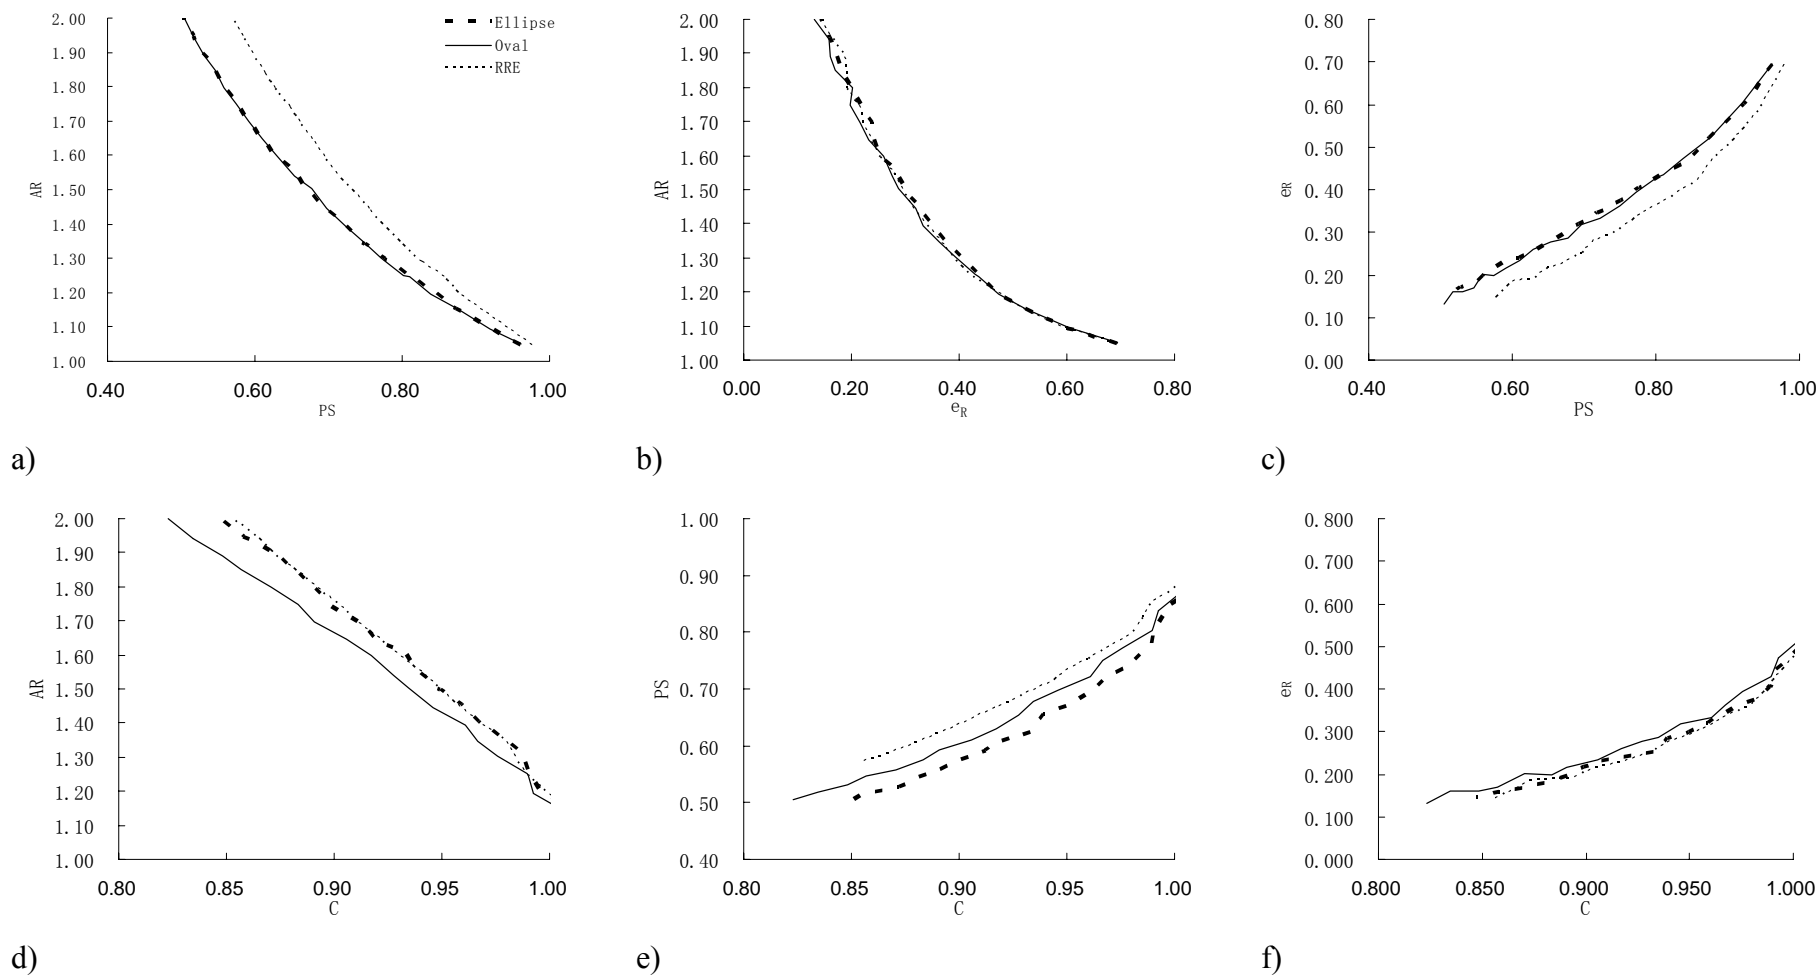 2.00
1.90
1.80
1.70
1.60
1.50
1.40
1.30
1.20
1.10
1.00
AR
0.40 0.60 0.80 1.00
PS
Ellipse
Oval
RRE
a)
2.00
1.90
1.80
1.70
1.60
1.50
1.40
1.30
1.20
1.10
1.00
AR
0.00 0.20 0.40 0.60 0.80
eR
b)
0.80
0.70
0.60
0.50
0.40
0.30
0.20
0.10
0.00
eR
0.40 0.60 0.80 1.00
PS
c)
2.00
1.90
1.80
1.70
1.60
1.50
1.40
1.30
1.20
1.10
1.00
AR
0.80 0.85 0.90 0.95 1.00
C
d)
1.00
0.90
0.80
0.70
0.60
0.50
0.40
PS
0.80 0.85 0.90 0.95 1.00
C
e)
0.800
0.700
0.600
0.500
0.400
0.300
0.200
0.100
0.000
eR
0.800 0.850 0.900 0.950 1.000
C
f)